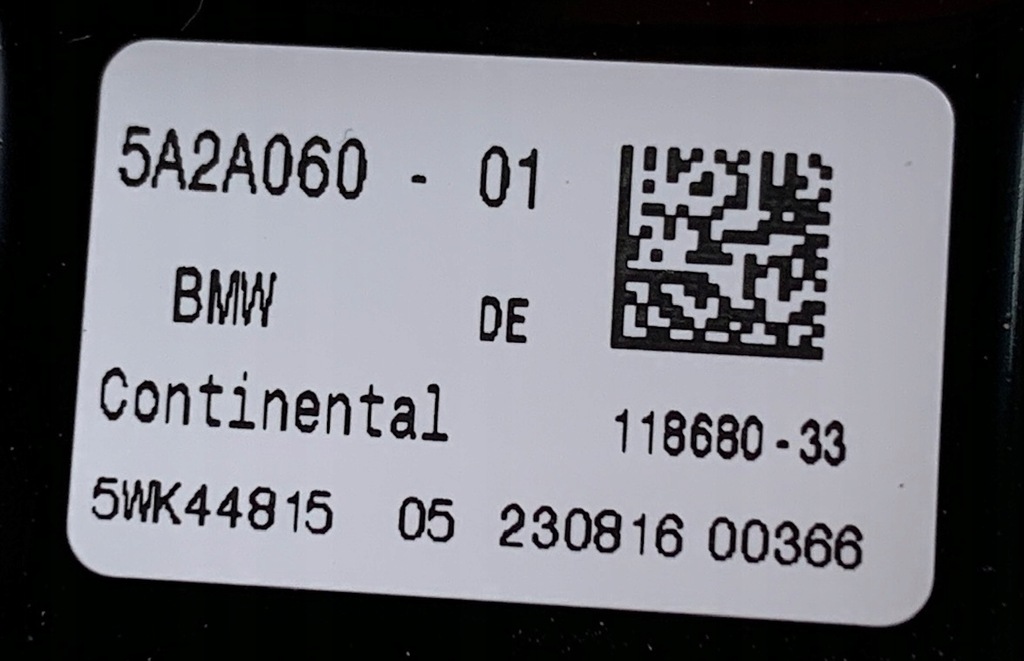 5A2A060 - 01
BMW DE
Continental 118680-33
5WK44815 05 230816 00366